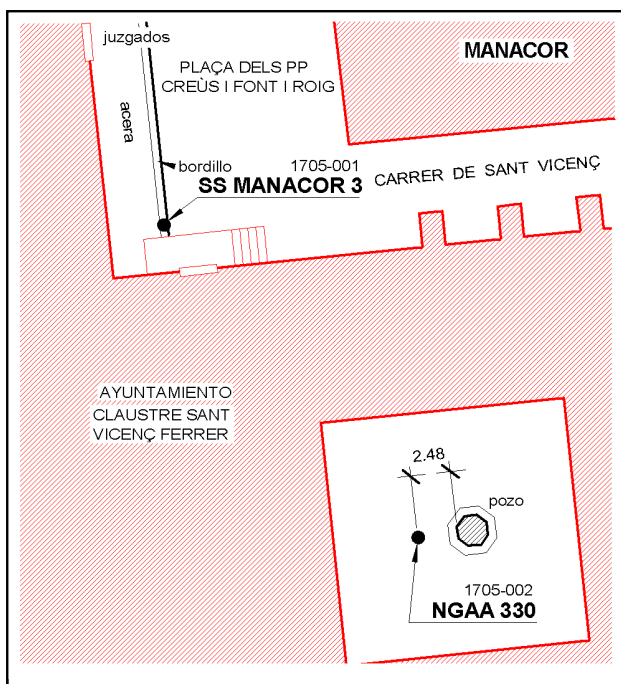 juzgados
MANACOR
PLAÇA DELS PP
CREÙS I FONT I ROIG
acera
bordillo
1705-001
SS MANACOR 3
CARRER DE SANT VICENÇ
AYUNTAMIENTO
CLAUSTRE SANT
VICENÇ FERRER
2.48
pozo
1705-002
NGAA 330